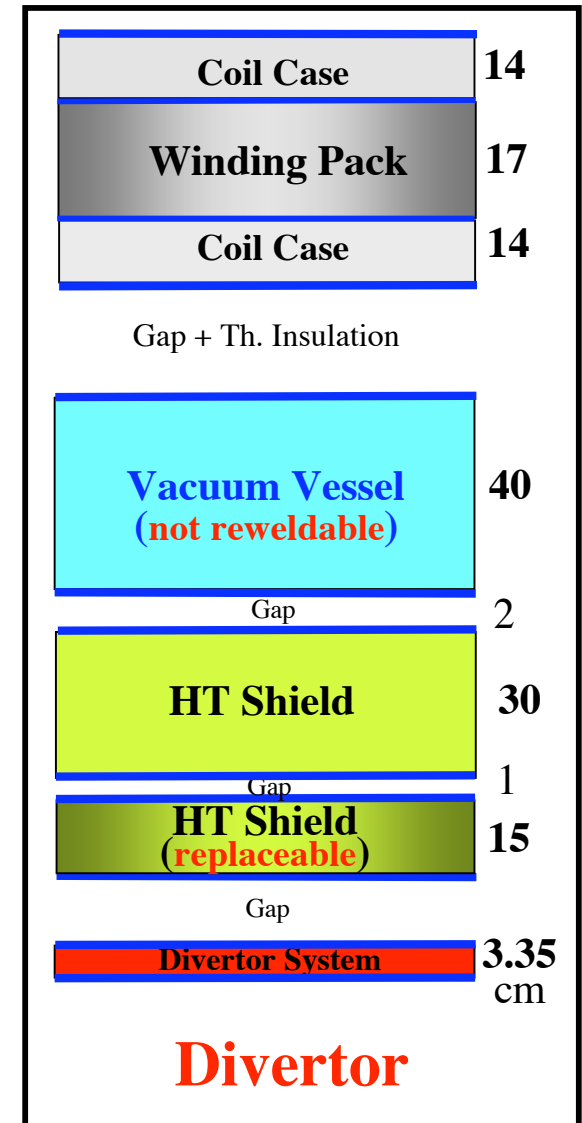 Coil Case 14
Winding Pack 17
Coil Case 14
Gap + Th. Insulation
Vacuum Vessel 40
(not reweldable)
Gap 2
HT Shield 30
Gap 1
HT Shield 15
(replaceable)
Gap
Divertor System 3.35
cm
Divertor